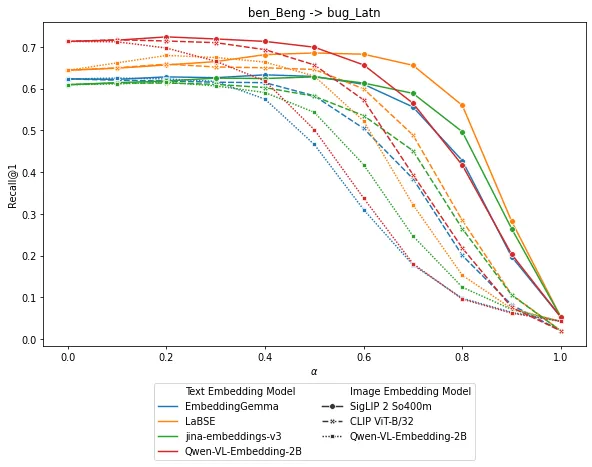 ben_Beng -> bug_Latn
Recall@1
0.7
0.6
0.5
0.4
0.3
0.2
0.1
0.0
0.0 0.2 0.4 0.6 0.8 1.0
α
Text Embedding Model Image Embedding Model
EmbeddingGemma SigLIP 2 So400m
LaBSE CLIP ViT-B/32
jina-embeddings-v3 Qwen-VL-Embedding-2B
Qwen-VL-Embedding-2B